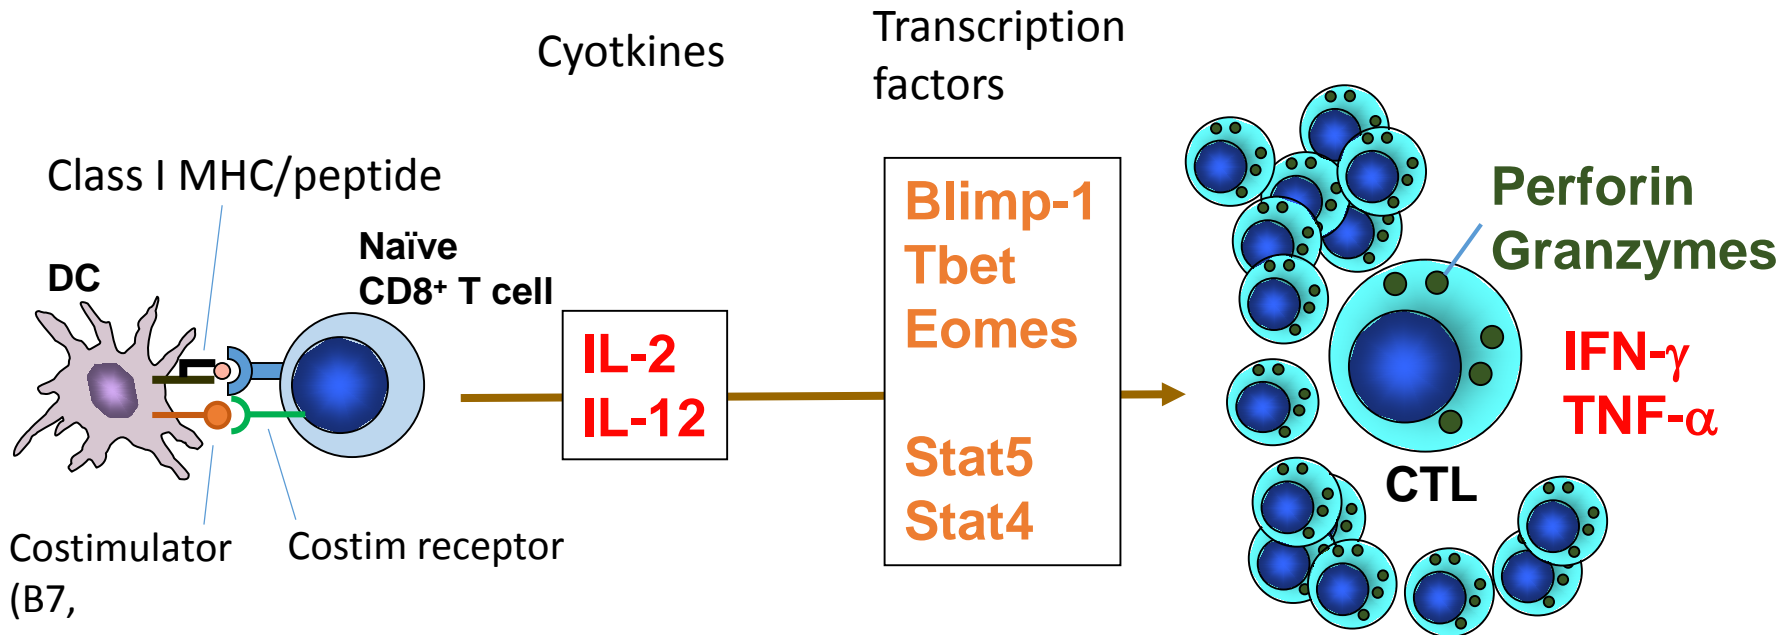 Cyotkines
Transcription
factors
Class I MHC/peptide
DC
Naïve
CD8⁺ T cell
IL-2
IL-12
Blimp-1
Tbet
Eomes
Stat5
Stat4
Perforin
Granzymes
IFN-γ
TNF-α
CTL
Costimulator
(B7,
Costim receptor